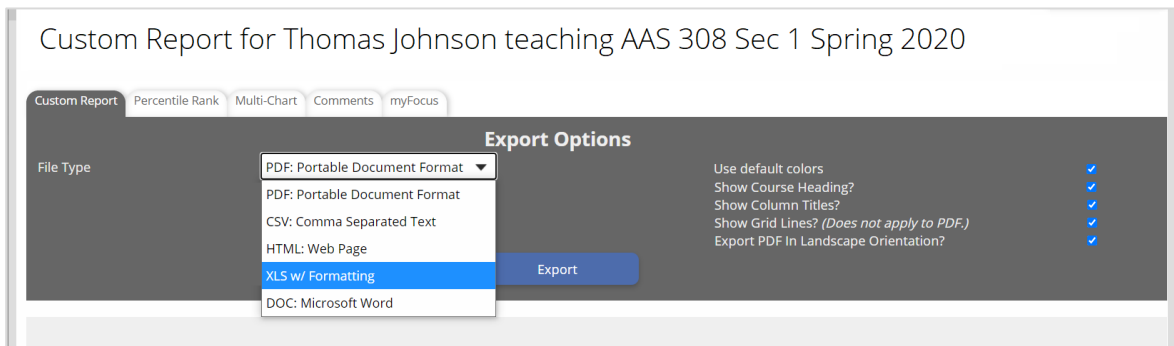 Custom Report for Thomas Johnson teaching AAS 308 Sec 1 Spring 2020
Custom Report Percentile Rank Multi-Chart Comments myFocus
Export Options
File Type
PDF: Portable Document Format
PDF: Portable Document Format
CSV: Comma Separated Text
HTML: Web Page
XLS w/ Formatting
DOC: Microsoft Word
Use default colors
Show Course Heading?
Show Column Titles?
Show Grid Lines? (Does not apply to PDF.)
Export PDF In Landscape Orientation?
Export